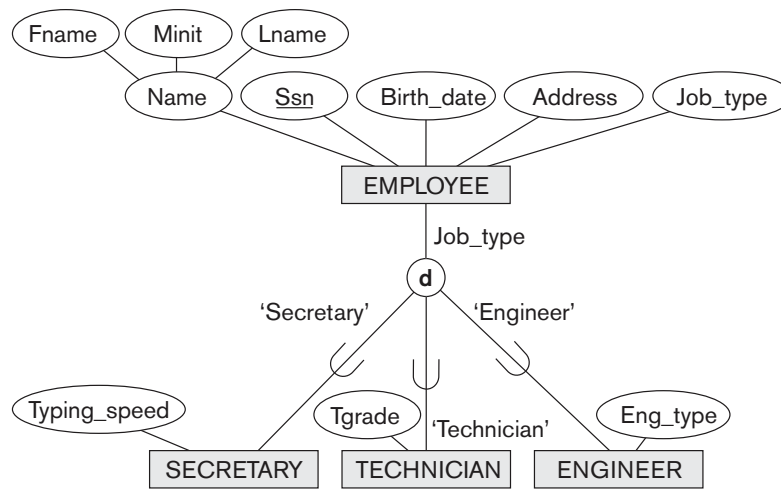 Fname Minit Lname
Name Ssn Birth_date Address Job_type
EMPLOYEE
Job_type
d
‘Secretary’ ‘Engineer’
Typing_speed Tgrade ‘Technician’ Eng_type
SECRETARY TECHNICIAN ENGINEER